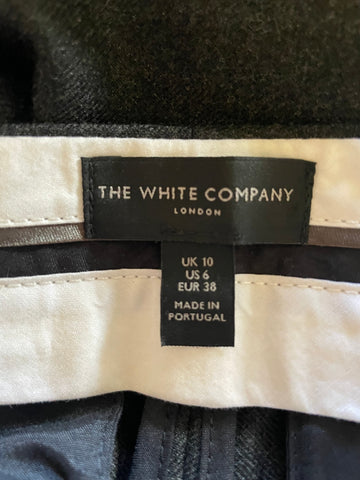 THE WHITE COMPANY
LONDON
UK 10
US 6
EUR 38
MADE IN
PORTUGAL